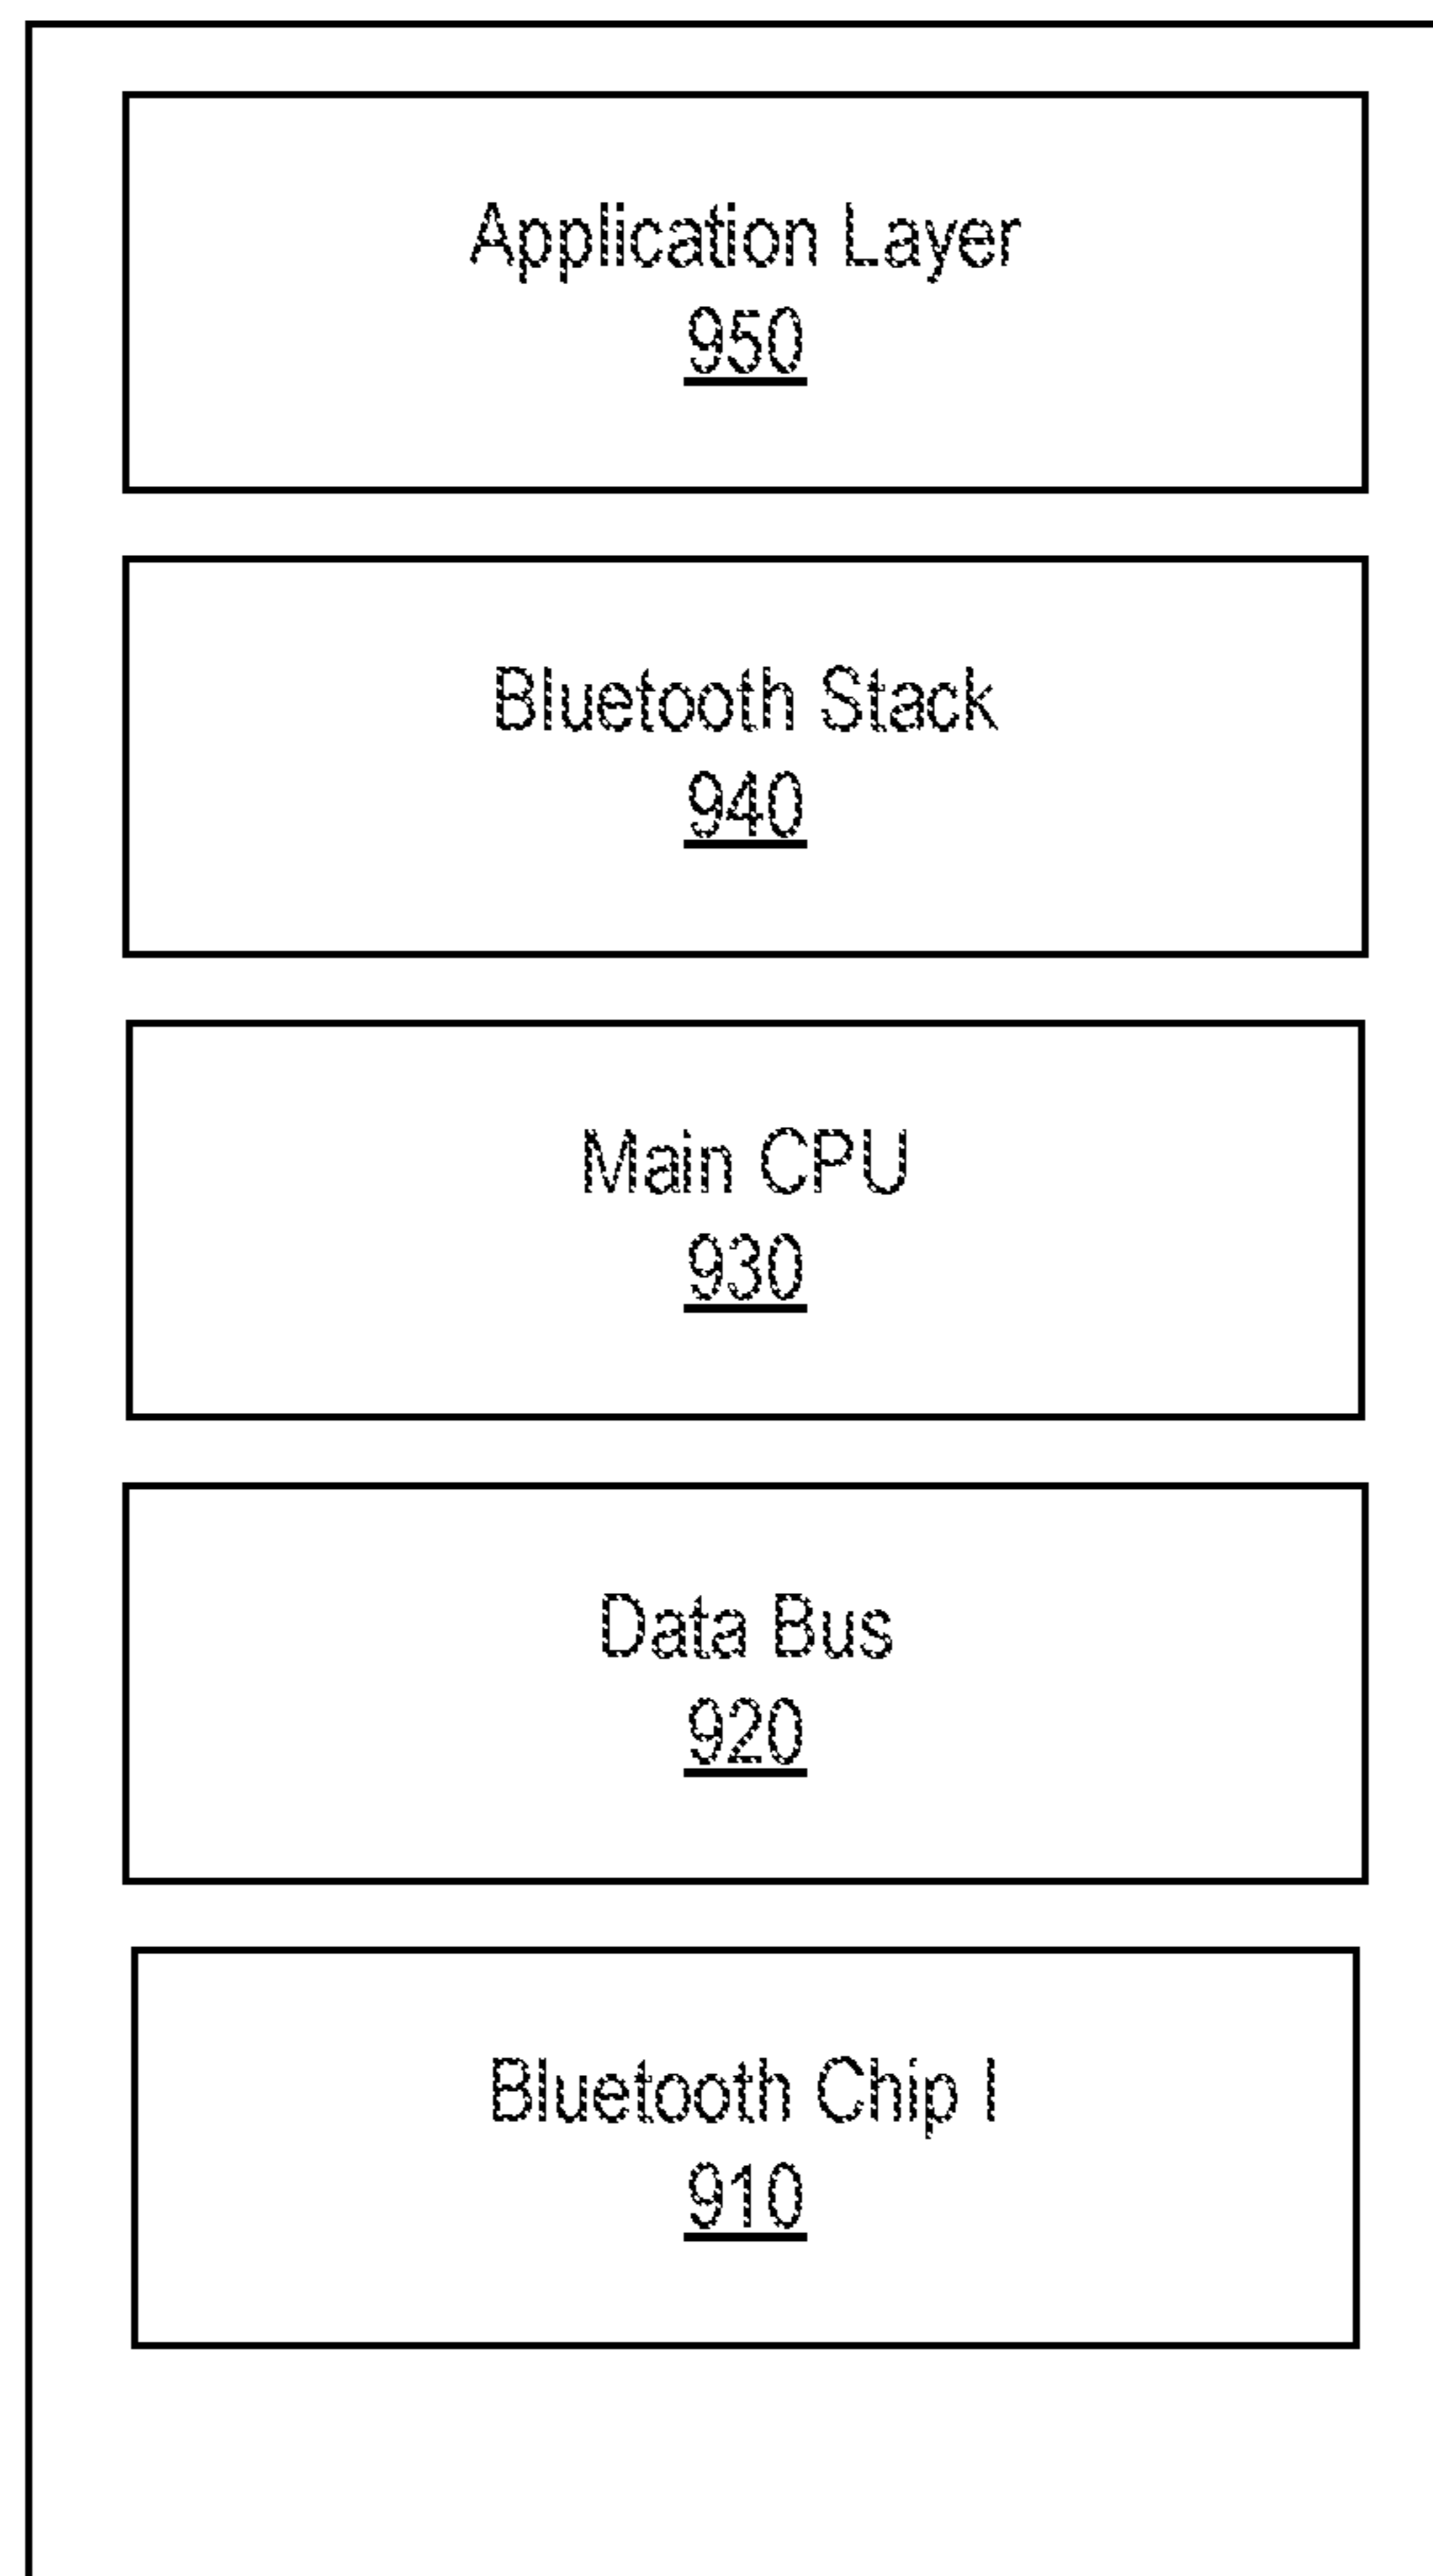 Application Layer
950
Bluetooth Stack
940
Main CPU
930
Data Bus
920
Bluetooth Chip I
910